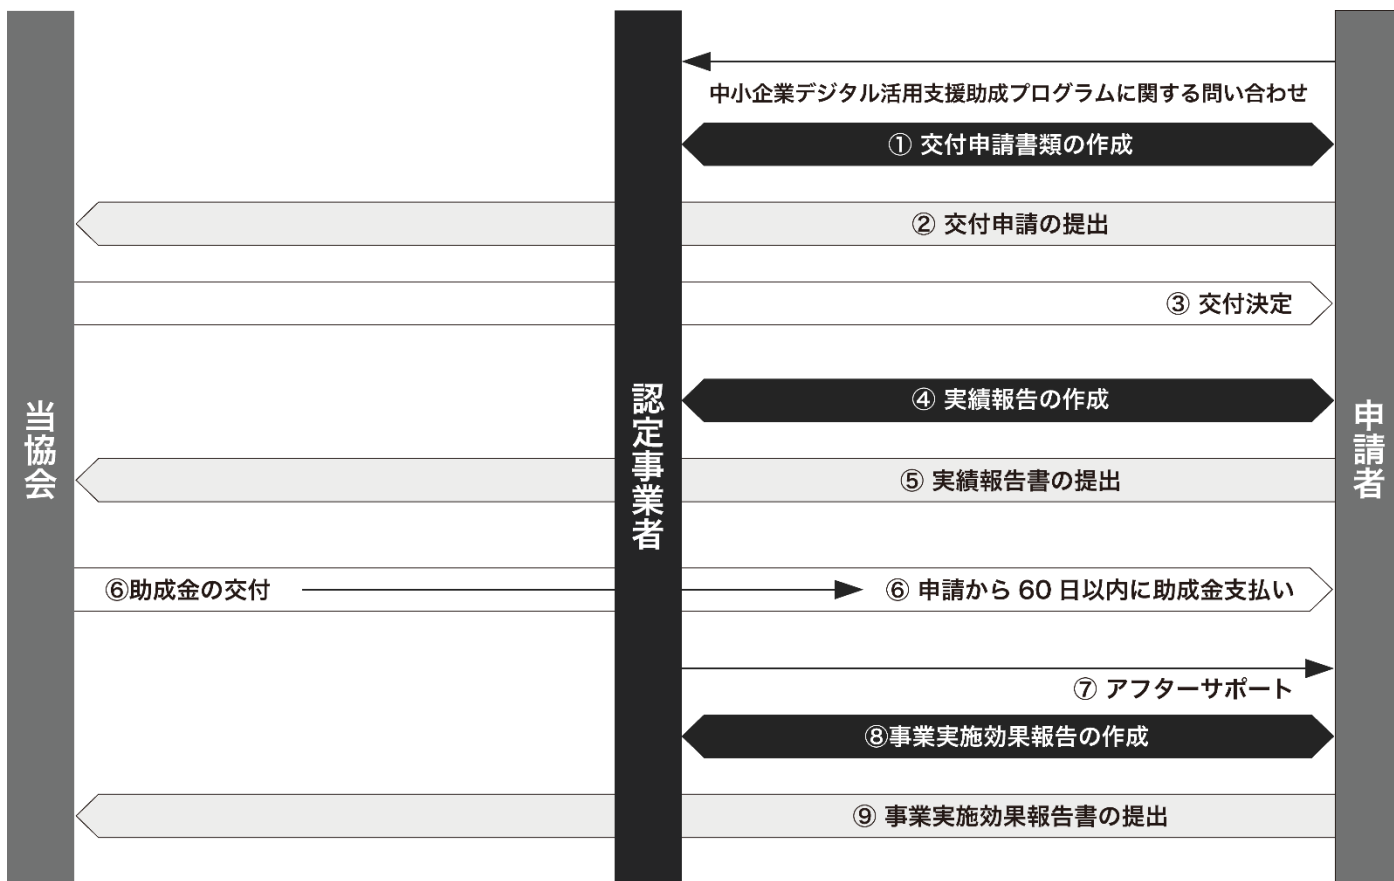 中小企業デジタル活用支援助成プログラムに関する問い合わせ
① 交付申請書類の作成
② 交付申請の提出
③ 交付決定
④ 実績報告の作成
当協会
認定事業者
申請者
⑤ 実績報告書の提出
⑥助成金の交付
⑥ 申請から 60 日以内に助成金支払い
⑦ アフターサポート
⑧事業実施効果報告の作成
⑨ 事業実施効果報告書の提出